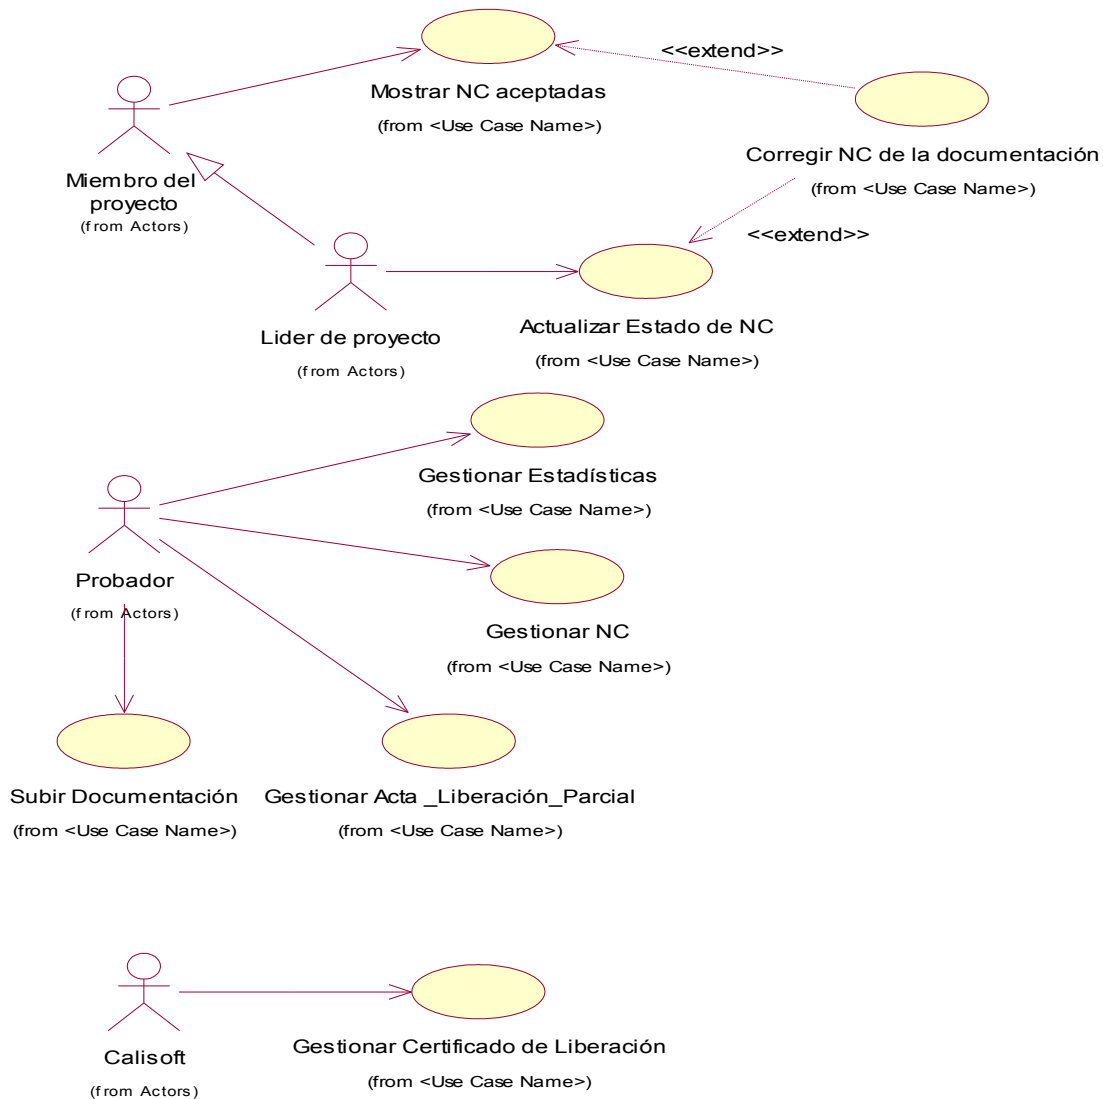 <<extend>>
Mostrar NC aceptadas
(from <Use Case Name>)
Corregir NC de la documentación
(from <Use Case Name>)
Miembro del
proyecto
(from Actors)
<<extend>>
Lider de proyecto
(from Actors)
Actualizar Estado de NC
(from <Use Case Name>)
Gestionar Estadísticas
(from <Use Case Name>)
Probador
(from Actors)
Gestionar NC
(from <Use Case Name>)
Subir Documentación
(from <Use Case Name>)
Gestionar Acta _Liberación_Parcial
(from <Use Case Name>)
Calisoft
(from Actors)
Gestionar Certificado de Liberación
(from <Use Case Name>)